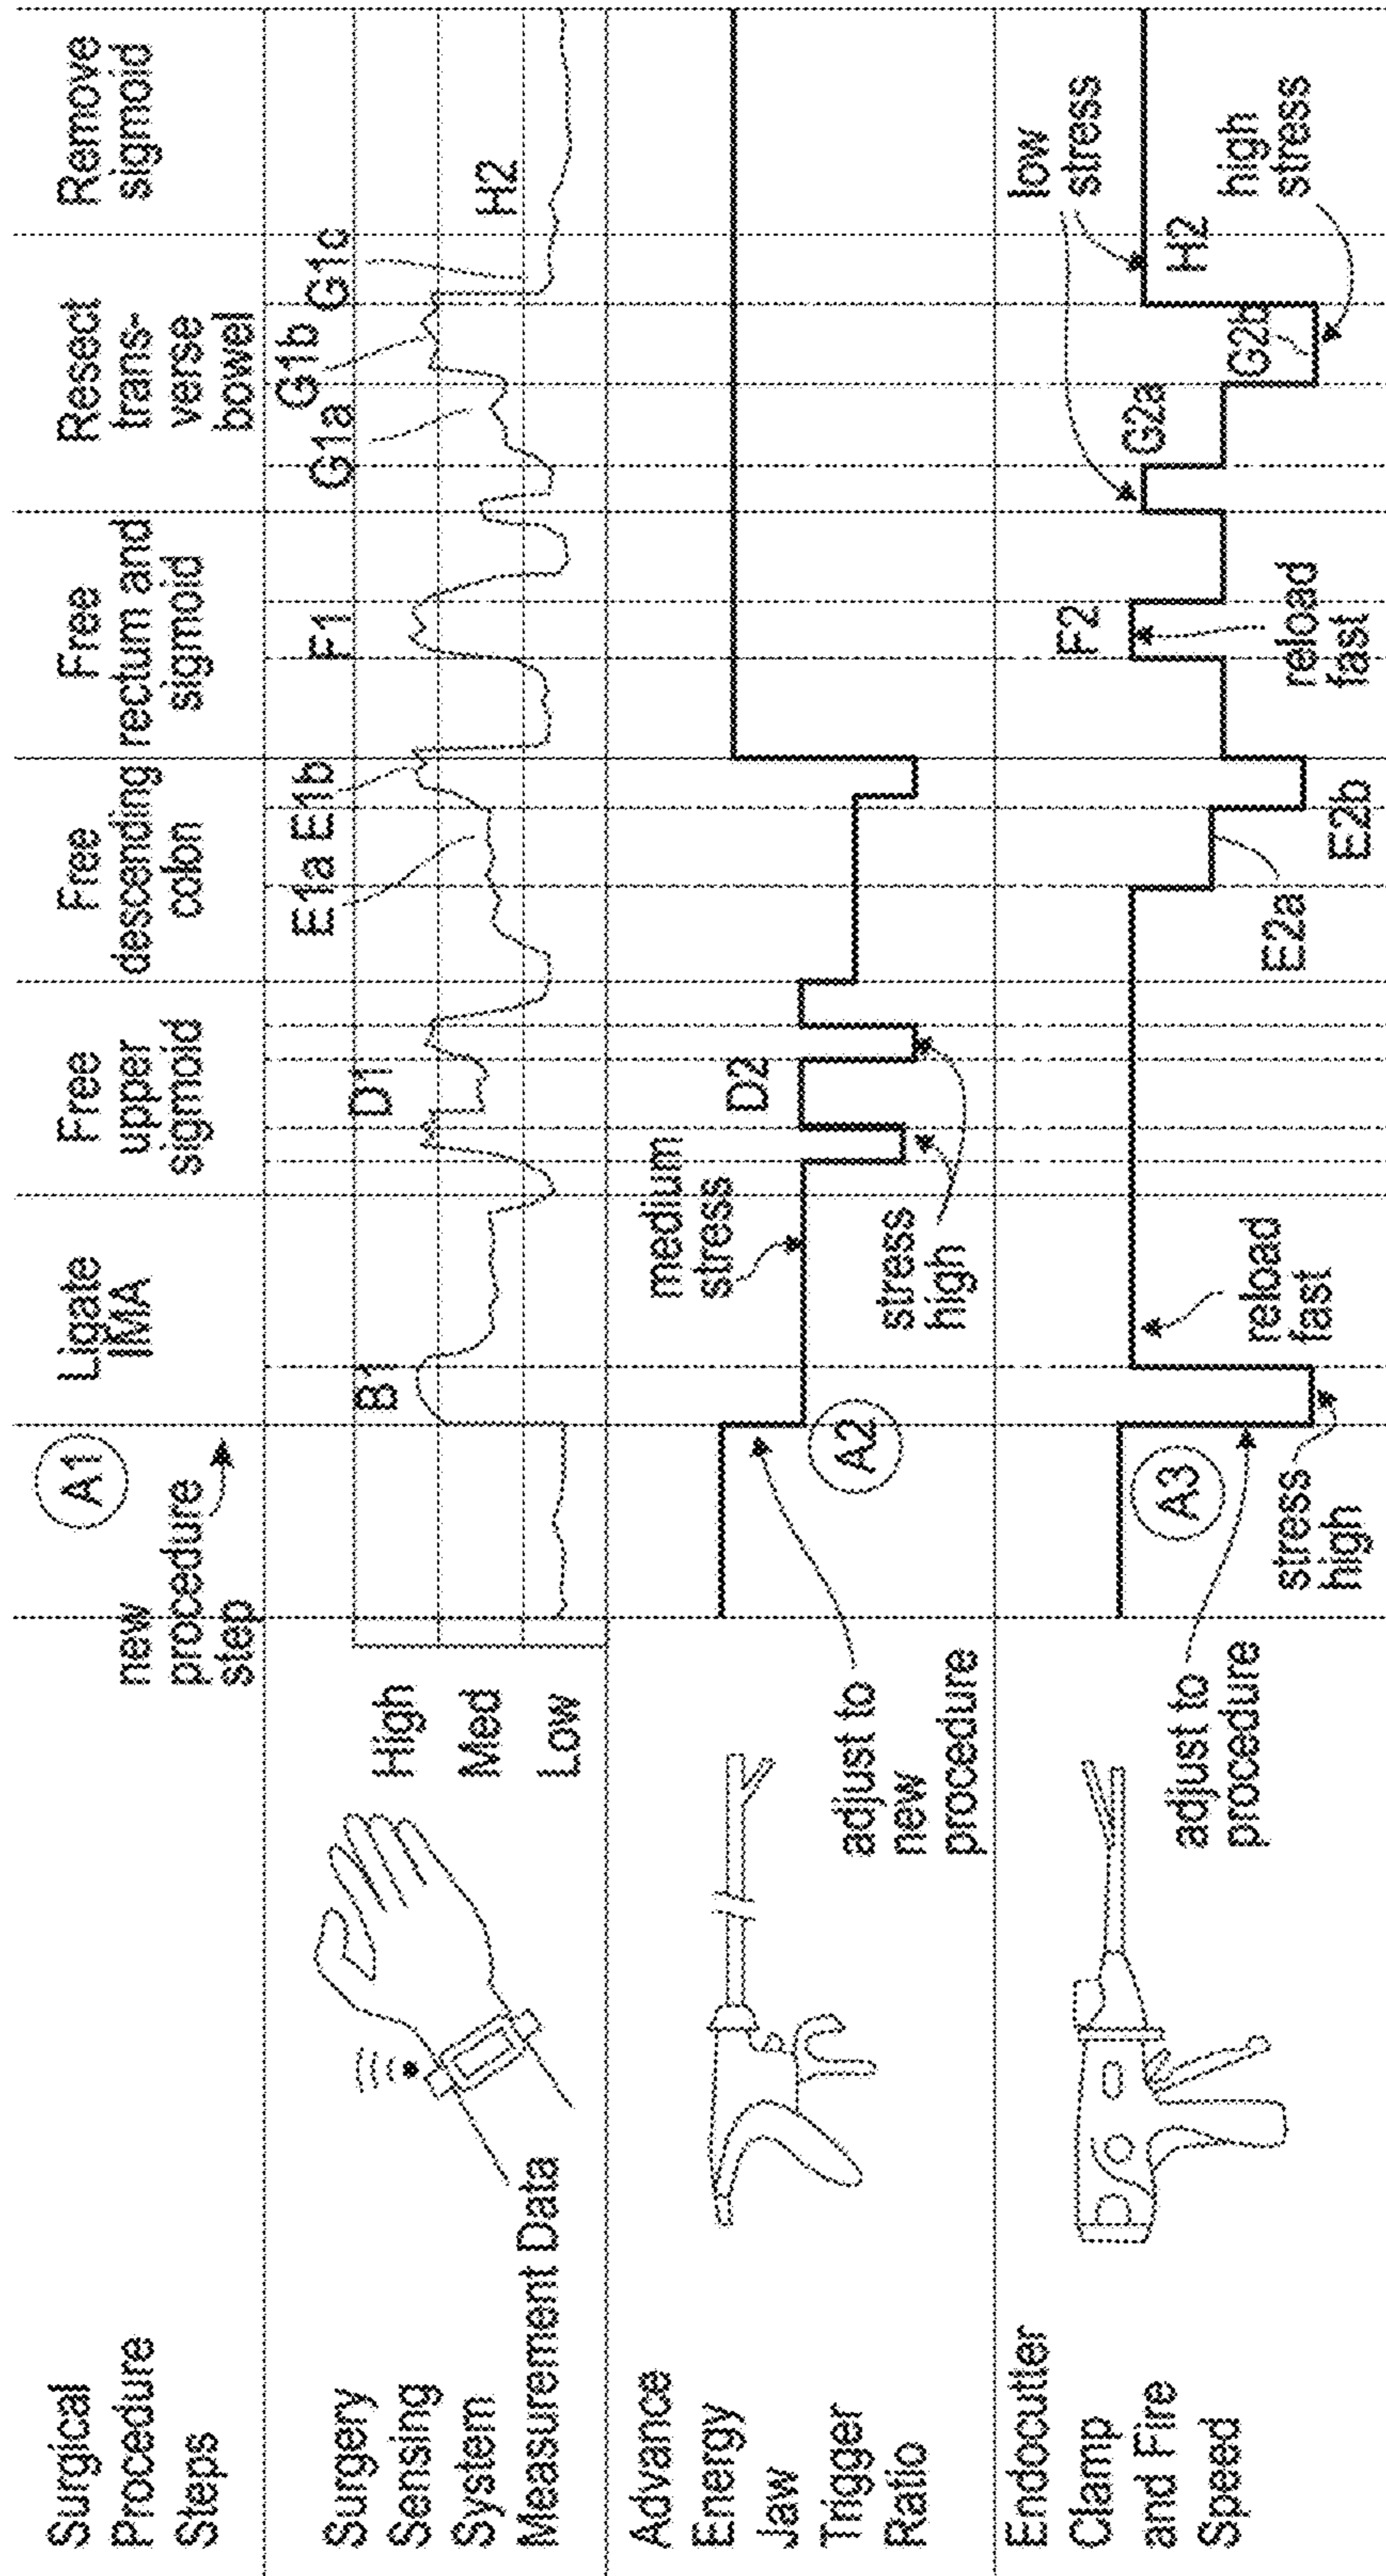 Surgical
Procedure
Steps
new
procedure
step
A1
Ligate
IMA
Free
upper
sigmoid
Free
descending
colon
Free
rectum and
sigmoid
Resect
trans-
verse
bowel
Remove
sigmoid
Surgery
Sensing
System
Measurement Data
High
Med
Low
B1
D1
E1a
E1b
F1
G1a
G1b
G1c
H2
Advance
Energy
Jaw
Trigger
Ratio
adjust to
new
procedure
A2
medium
stress
stress
high
D2
Endocutter
Clamp
and Fire
Speed
adjust to
procedure
A3
stress
high
reload
fast
E2a
E2b
F2
reload
fast
G2a
G2b
H2
low
stress
high
stress